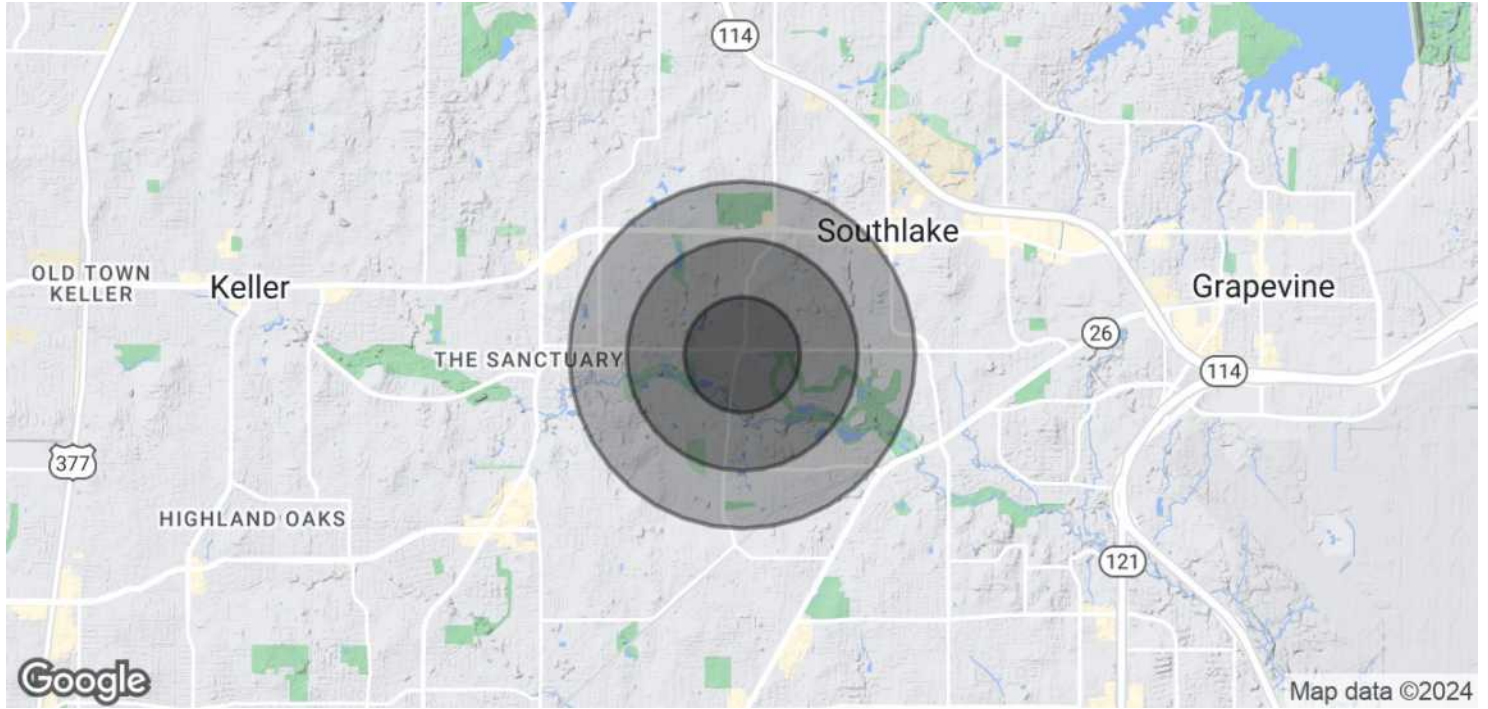 114
Southlake
OLD TOWN
KELLER
Keller
Grapevine
26
THE SANCTUARY
114
377
HIGHLAND OAKS
121
Google
Map data ©2024